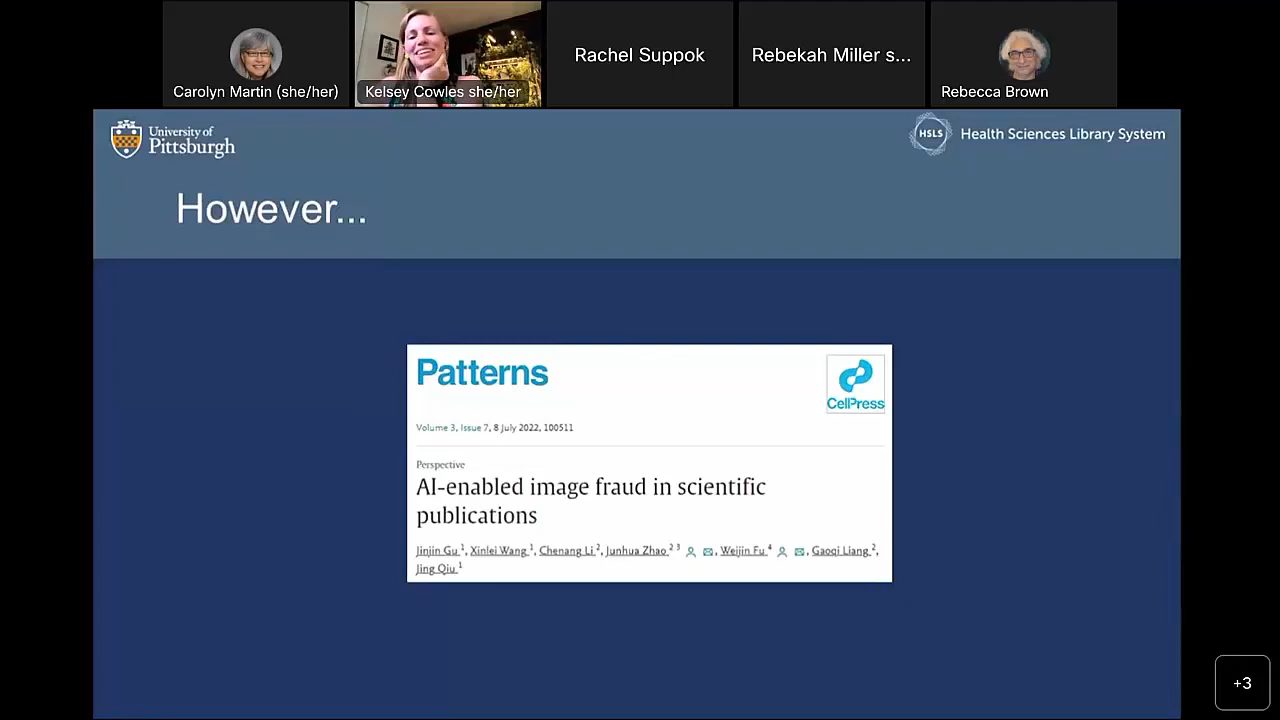 Carolyn Martin (she/her)
Kelsey Cowles she/her
Rachel Suppok
Rebekah Miller s...
Rebecca Brown
University of
Pittsburgh
HSLS
Health Sciences Library System
However...
Patterns
CellPress
Volume 3, Issue 7, 8 July 2022, 100511
Perspective
AI-enabled image fraud in scientific
publications
Jinjin Gu 1, Xinlei Wang 1, Chenang Li 2, Junhua Zhao 2 3, Weijin Fu 4, Gaoqi Liang 2,
Jing Qiu 1
+3